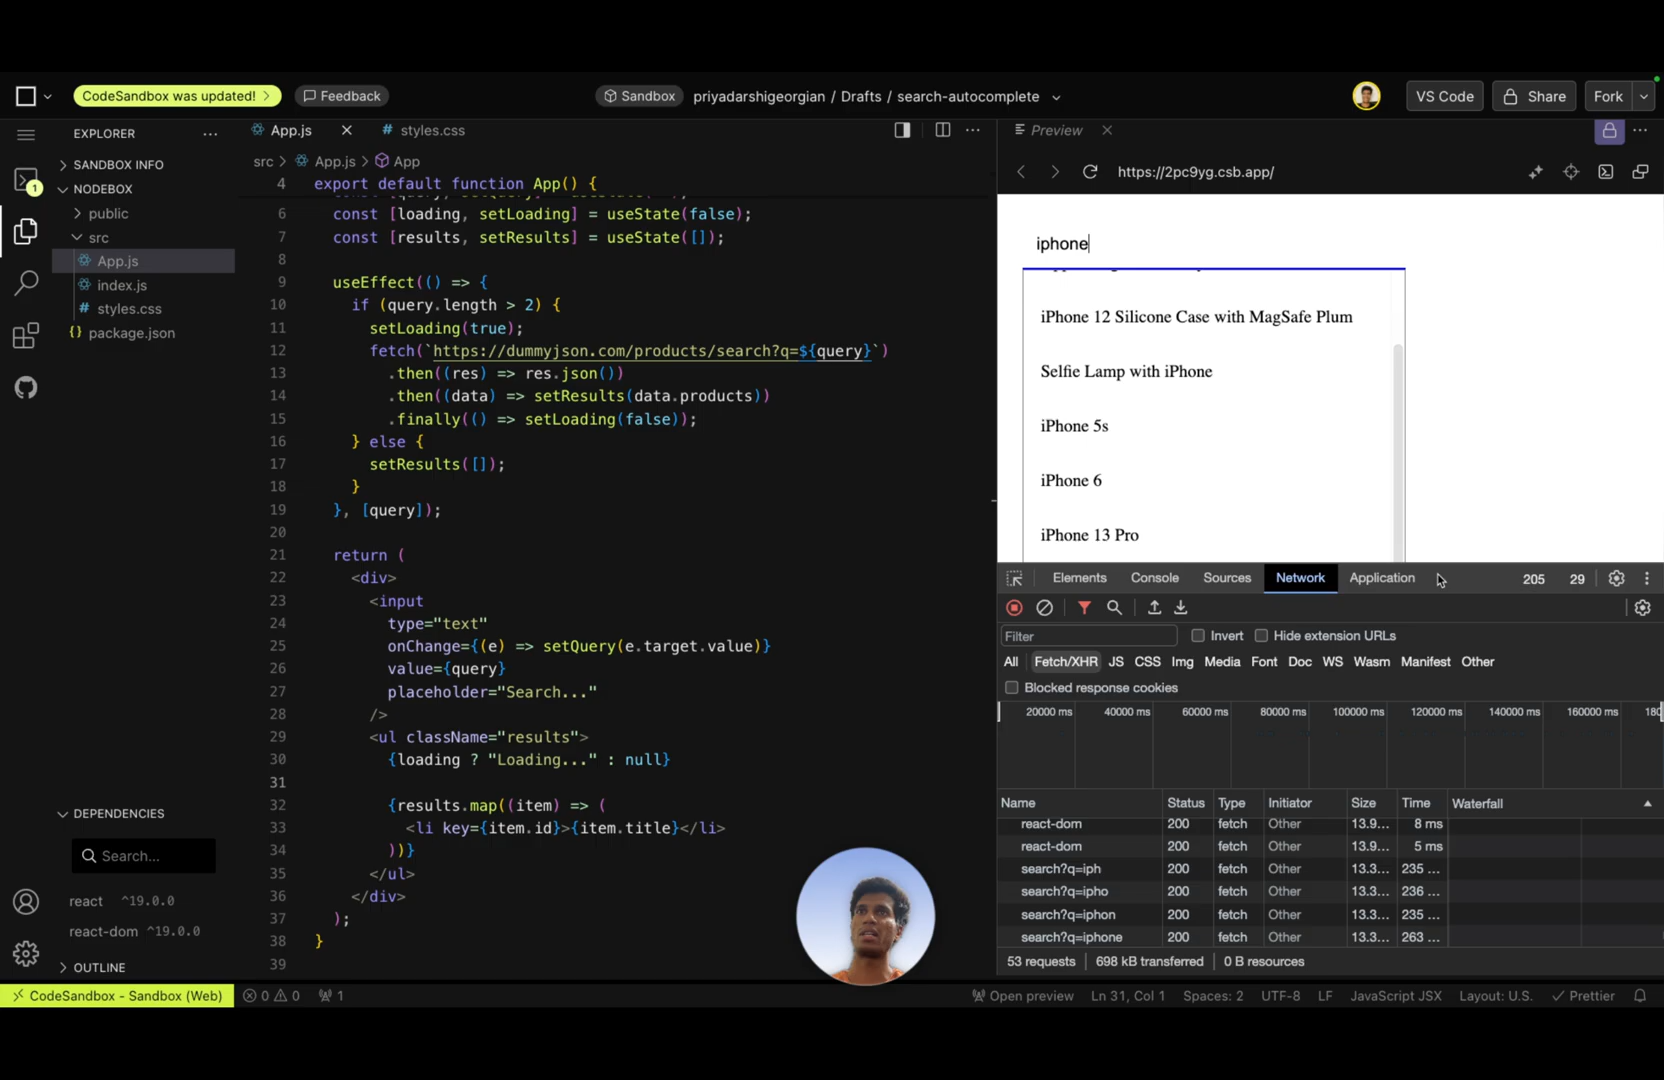 CodeSandbox was updated! >
Feedback
Sandbox
priyadarshigeorgian / Drafts / search-autocomplete
VS Code
Share
Fork
EXPLORER
SANDBOX INFO
NODEBOX
public
src
App.js
index.js
styles.css
{} package.json
1
DEPENDENCIES
Search...
react ^19.0.0
react-dom ^19.0.0
OUTLINE
App.js
# styles.css
src > App.js > App
4 export default function App() {
6 const [loading, setLoading] = useState(false);
7 const [results, setResults] = useState([]);
8
9 useEffect(() => {
10 if (query.length > 2) {
11 setLoading(true);
12 fetch(`https://dummyjson.com/products/search?q=${query}`)
13 .then((res) => res.json())
14 .then((data) => setResults(data.products))
15 .finally(() => setLoading(false));
16 } else {
17 setResults([]);
18 }
19 }, [query]);
20
21 return (
22 <div>
23 <input
24 type="text"
25 onChange={(e) => setQuery(e.target.value)}
26 value={query}
27 placeholder="Search..."
28 />
29 <ul className="results">
30 {loading ? "Loading..." : null}
31
32 {results.map((item) => (
33 <li key={item.id}>{item.title}</li>
34 ))}
35 </ul>
36 </div>
37 );
38 }
39
Preview
https://2pc9yg.csb.app/
iphone
iPhone 12 Silicone Case with MagSafe Plum
Selfie Lamp with iPhone
iPhone 5s
iPhone 6
iPhone 13 Pro
Elements Console Sources Network Application 205 29
Filter Invert Hide extension URLs
All Fetch/XHR JS CSS Img Media Font Doc WS Wasm Manifest Other
Blocked response cookies
20000 ms 40000 ms 60000 ms 80000 ms 100000 ms 120000 ms 140000 ms 160000 ms 180
Name Status Type Initiator Size Time Waterfall
react-dom 200 fetch Other 13.9... 8 ms
react-dom 200 fetch Other 13.9... 5 ms
search?q=iph 200 fetch Other 13.3... 235 ...
search?q=ipho 200 fetch Other 13.3... 236 ...
search?q=iphon 200 fetch Other 13.3... 235 ...
search?q=iphone 200 fetch Other 13.3... 263 ...
53 requests 698 kB transferred 0 B resources
CodeSandbox - Sandbox (Web) 0 0 1
Open preview Ln 31, Col 1 Spaces: 2 UTF-8 LF JavaScript JSX Layout: U.S. Prettier